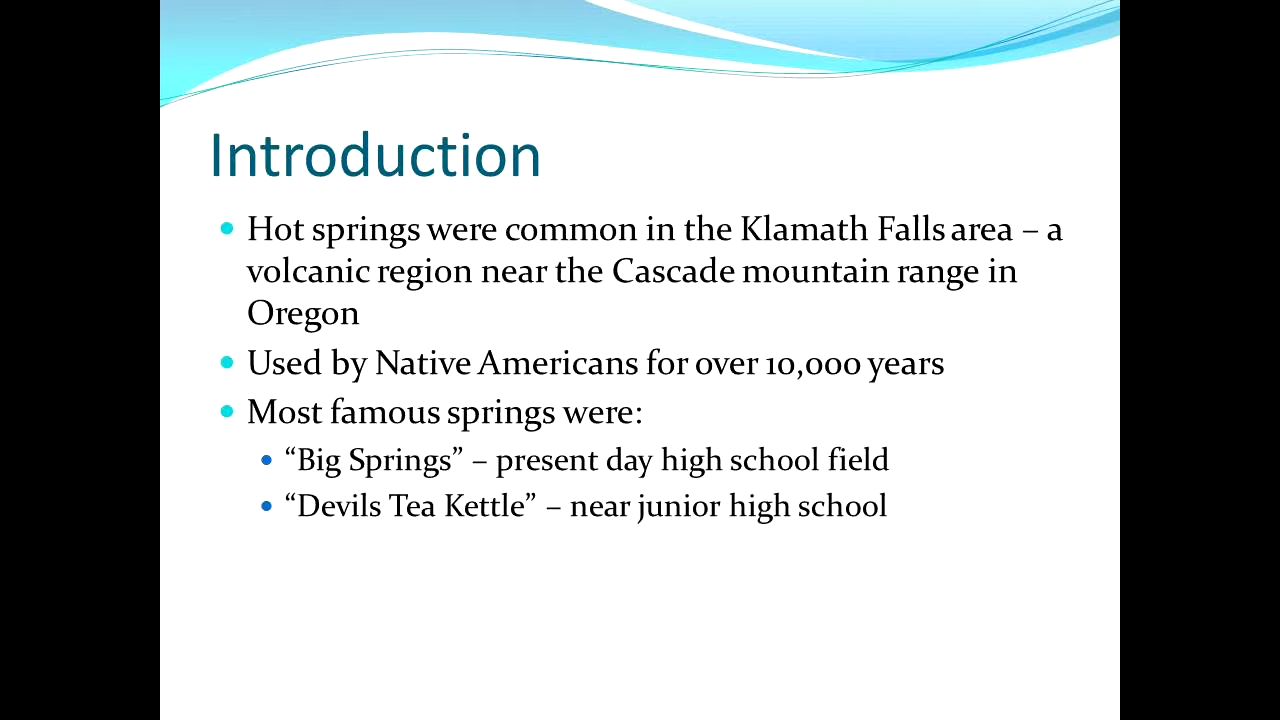 Introduction
• Hot springs were common in the Klamath Falls area – a
volcanic region near the Cascade mountain range in
Oregon
• Used by Native Americans for over 10,000 years
• Most famous springs were:
• “Big Springs” – present day high school field
• “Devils Tea Kettle” – near junior high school